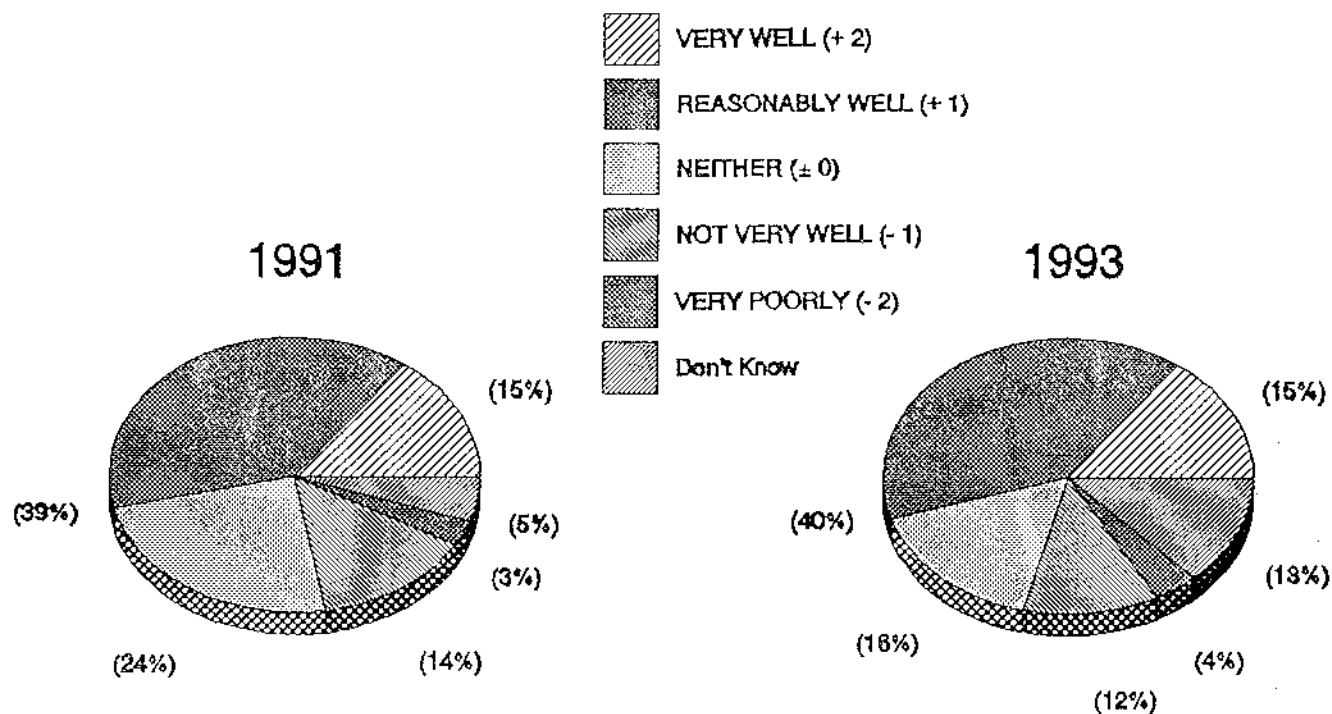 VERY WELL (+ 2)
REASONABLY WELL (+ 1)
NEITHER (± 0)
NOT VERY WELL (- 1)
VERY POORLY (- 2)
Don't Know
1991
(15%)
(39%)
(5%)
(3%)
(24%)
(14%)
1993
(15%)
(40%)
(13%)
(16%)
(4%)
(12%)